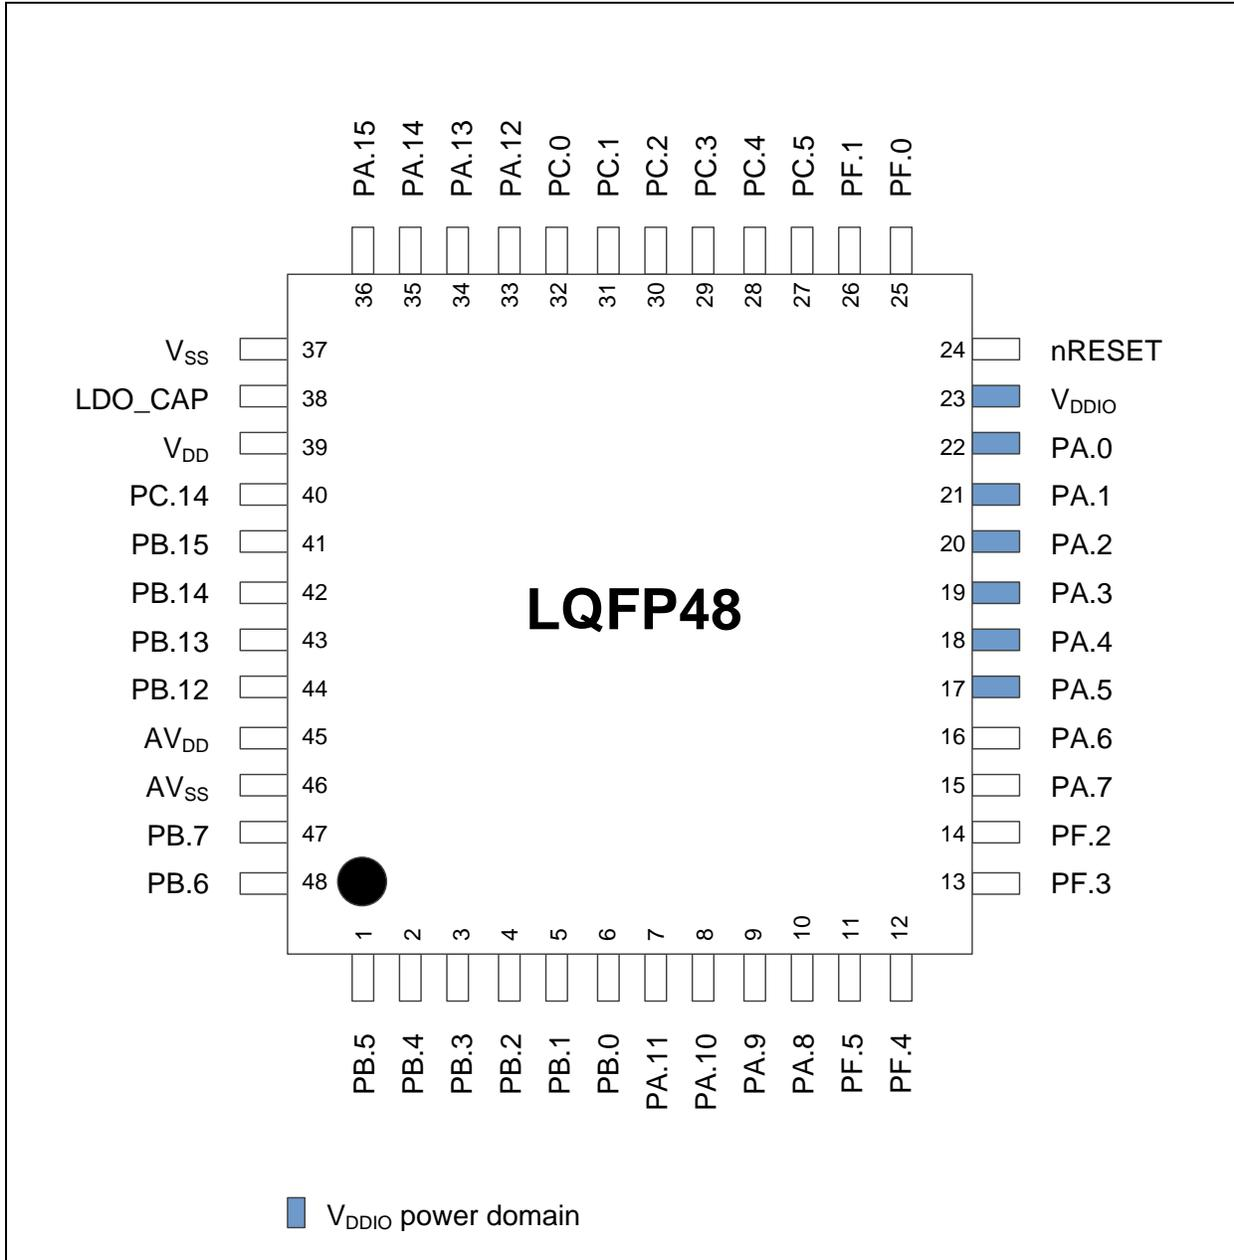 PA.15 PA.14 PA.13 PA.12 PC.0 PC.1 PC.2 PC.3 PC.4 PC.5 PF.1 PF.0
36 35 34 33 32 31 30 29 28 27 26 25
VSS 37 24 nRESET
LDO_CAP 38 23 VDDIO
VDD 39 22 PA.0
PC.14 40 21 PA.1
PB.15 41 20 PA.2
PB.14 42 19 PA.3
LQFP48
PB.13 43 18 PA.4
PB.12 44 17 PA.5
AVDD 45 16 PA.6
AVSS 46 15 PA.7
PB.7 47 14 PF.2
PB.6 48 13 PF.3
1 2 3 4 5 6 7 8 9 10 11 12
PB.5 PB.4 PB.3 PB.2 PB.1 PB.0 PA.11 PA.10 PA.9 PA.8 PF.5 PF.4
VDDIO power domain